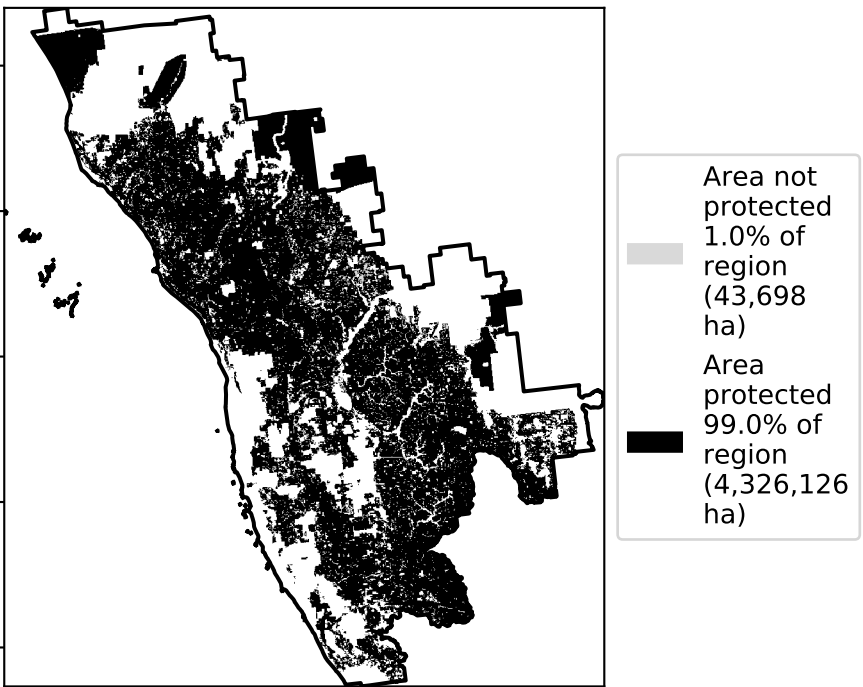 Area not
protected
1.0% of
region
(43,698
ha)
Area
protected
99.0% of
region
(4,326,126
ha)